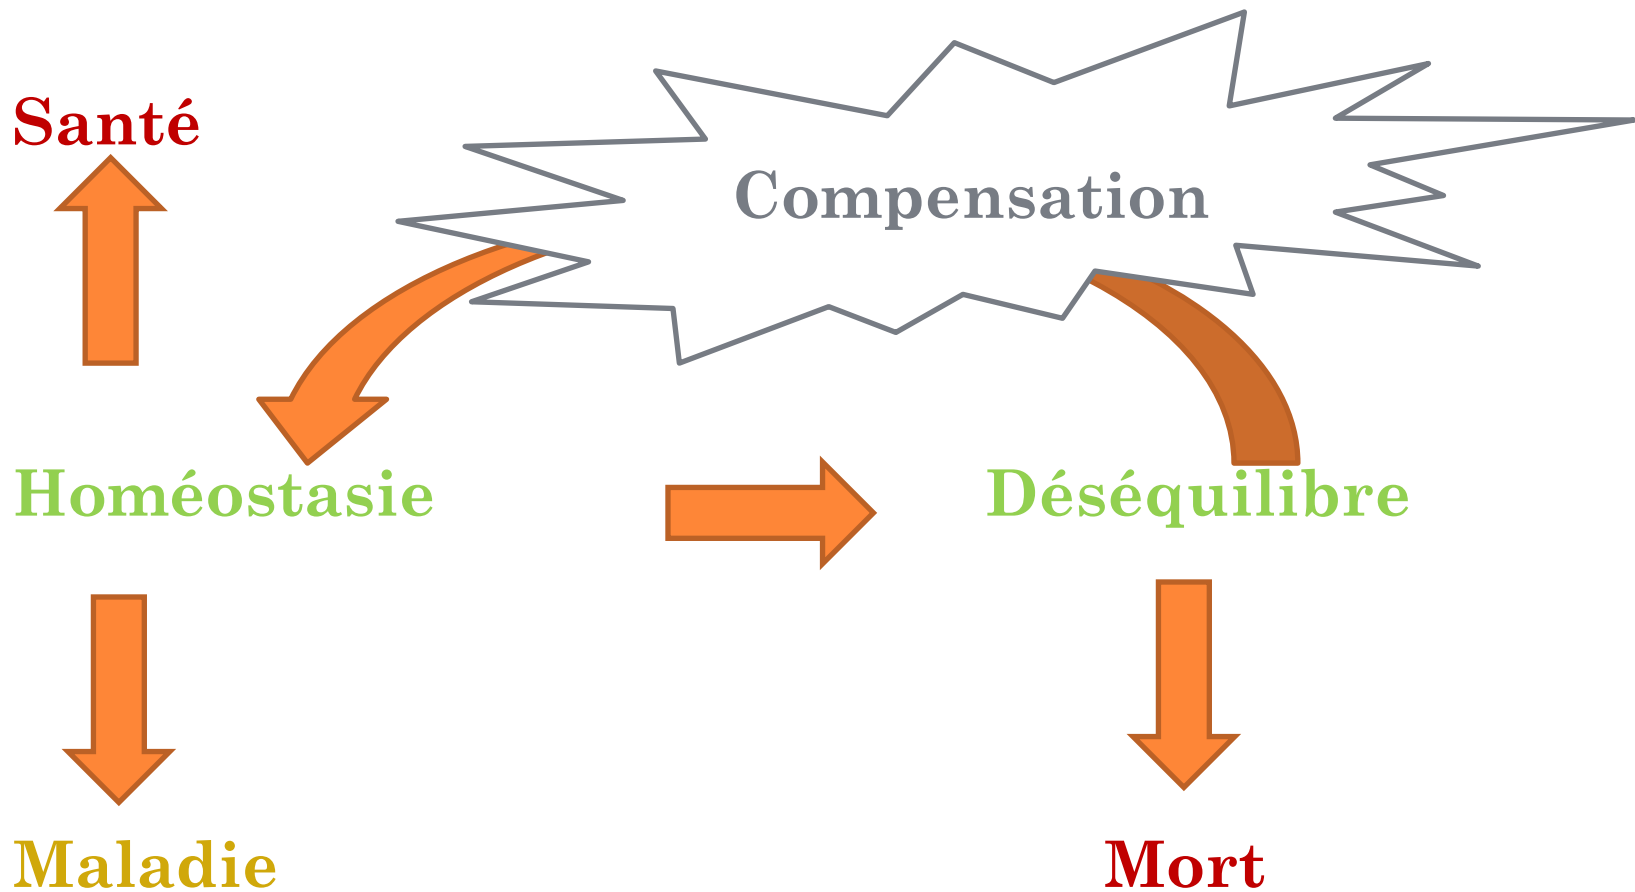 Santé
Compensation
Homéostasie
Déséquilibre
Maladie
Mort